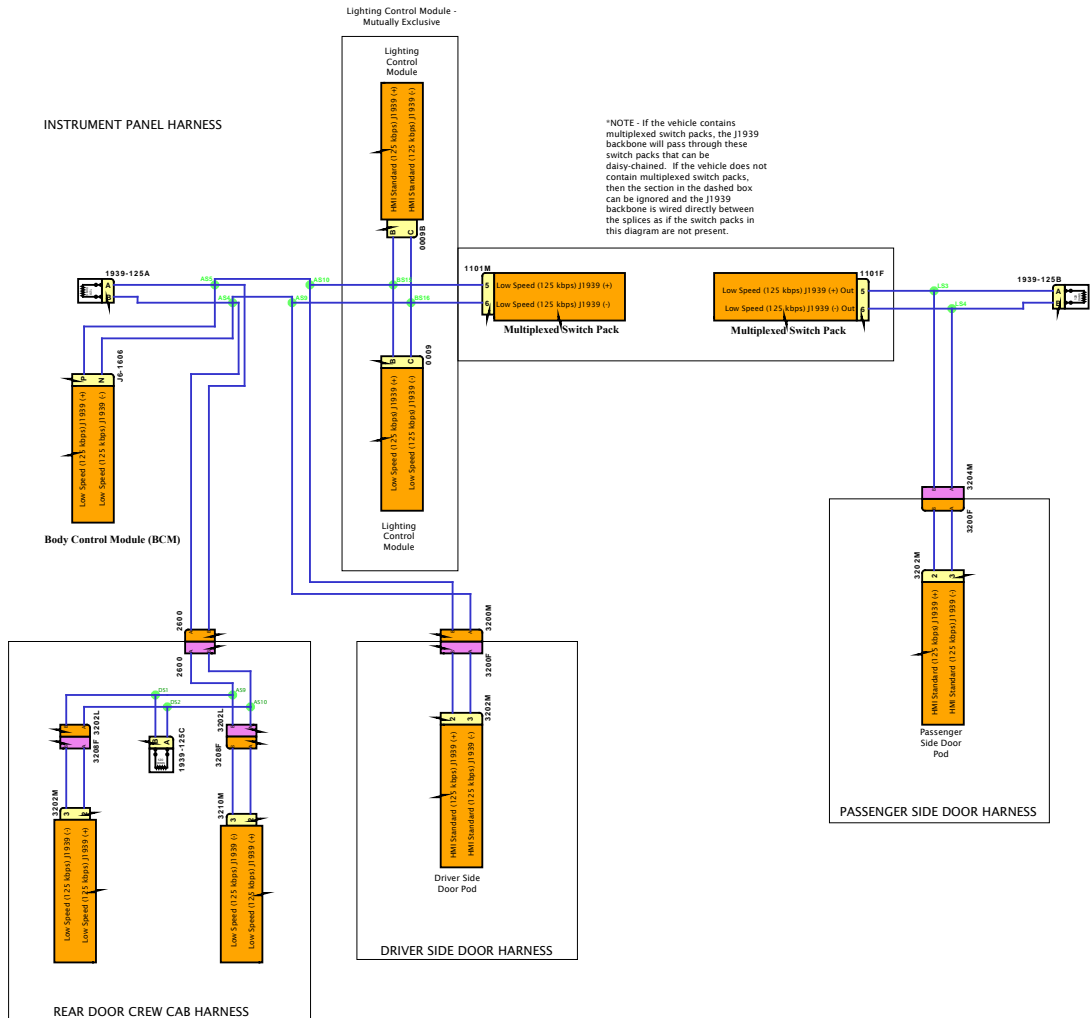 Lighting Control Module -
Mutually Exclusive
Lighting
Control
Module
HMI Standard (125 kbps) J1939 (+)
HMI Standard (125 kbps) J1939 (-)
B
C
0009B
INSTRUMENT PANEL HARNESS
*NOTE - If the vehicle contains
multiplexed switch packs, the J1939
backbone will pass through these
switch packs that can be
daisy-chained. If the vehicle does not
contain multiplexed switch packs,
then the section in the dashed box
can be ignored and the J1939
backbone is wired directly between
the splices as if the switch packs in
this diagram are not present.
1939-125A
A
B
AS5
AS10
AS4
AS9
BS16
1101M
5
6
Low Speed (125 kbps) J1939 (+)
Low Speed (125 kbps) J1939 (-)
Multiplexed Switch Pack
1101F
Low Speed (125 kbps) J1939 (+) Out
Low Speed (125 kbps) J1939 (-) Out
5
6
Multiplexed Switch Pack
LS3
LS4
1939-125B
A
B
J6-1606
P
N
Low Speed (125 kbps) J1939 (+)
Low Speed (125 kbps) J1939 (-)
Body Control Module (BCM)
0009
B
C
Low Speed (125 kbps) J1939 (+)
Low Speed (125 kbps) J1939 (-)
Lighting
Control
Module
3204M
3200F
3202M
2
3
HMI Standard (125 kbps) J1939 (+)
HMI Standard (125 kbps) J1939 (-)
Passenger
Side Door
Pod
PASSENGER SIDE DOOR HARNESS
2600
2600
3200M
3200F
3202M
2
3
HMI Standard (125 kbps) J1939 (+)
HMI Standard (125 kbps) J1939 (-)
Driver Side
Door Pod
DRIVER SIDE DOOR HARNESS
DS1
DS2
AS9
AS10
3202L
3208F
B
A
1939-125C
3202L
3208F
3202M
3
2
Low Speed (125 kbps) J1939 (-)
Low Speed (125 kbps) J1939 (+)
3210M
3
2
Low Speed (125 kbps) J1939 (-)
Low Speed (125 kbps) J1939 (+)
REAR DOOR CREW CAB HARNESS